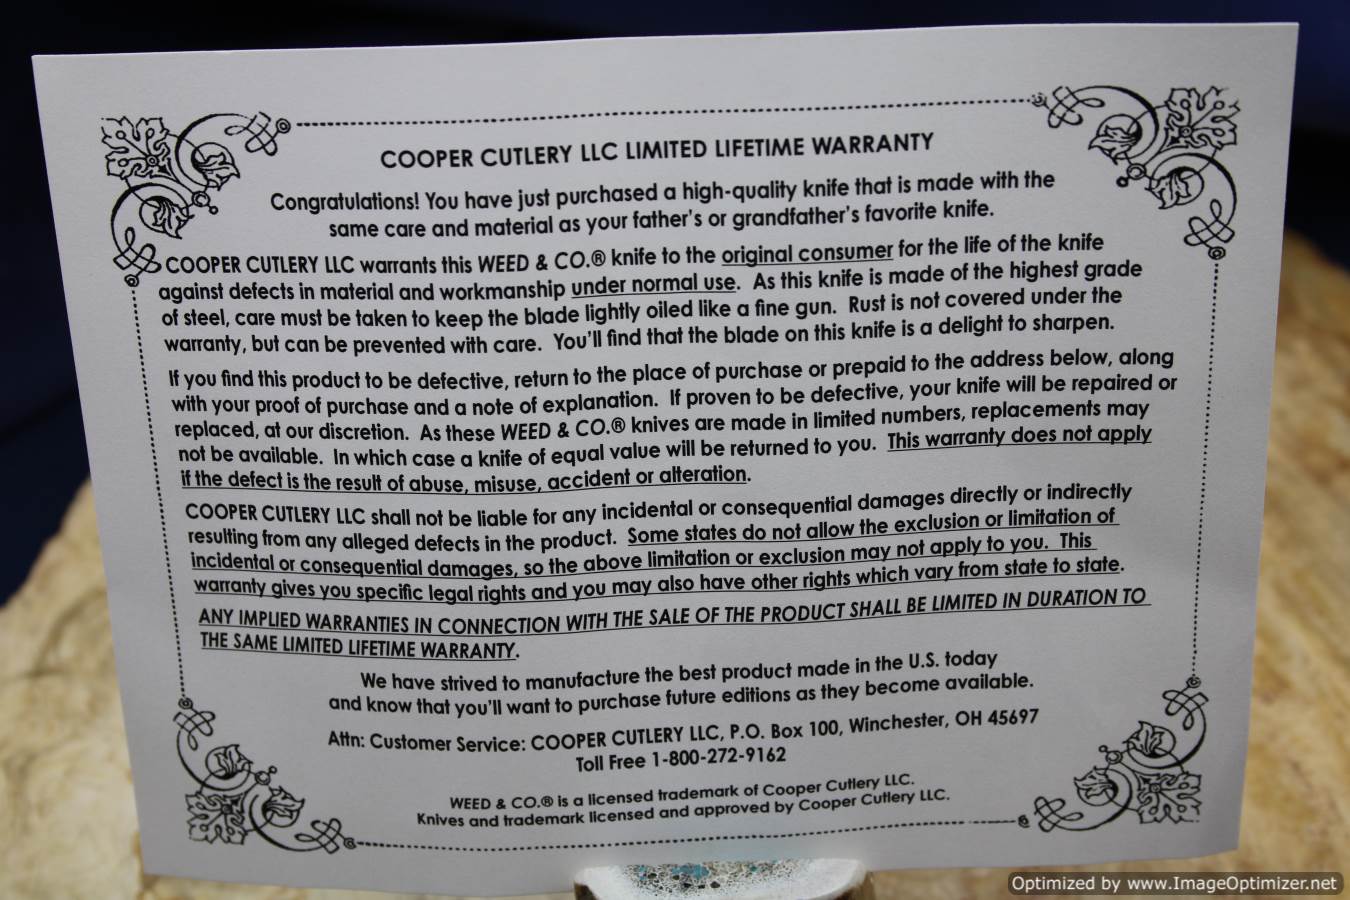 COOPER CUTLERY LLC LIMITED LIFETIME WARRANTY
Congratulations! You have just purchased a high-quality knife that is made with the
same care and material as your father's or grandfather's favorite knife.
COOPER CUTLERY LLC warrants this WEED & CO.® knife to the original consumer for the life of the knife
against defects in material and workmanship under normal use. As this knife is made of the highest grade
of steel, care must be taken to keep the blade lightly oiled like a fine gun. Rust is not covered under the
warranty, but can be prevented with care. You'll find that the blade on this knife is a delight to sharpen.
If you find this product to be defective, return to the place of purchase or prepaid to the address below, along
with your proof of purchase and a note of explanation. If proven to be defective, your knife will be repaired or
replaced, at our discretion. As these WEED & CO.® knives are made in limited numbers, replacements may
not be available. In which case a knife of equal value will be returned to you. This warranty does not apply
if the defect is the result of abuse, misuse, accident or alteration.
COOPER CUTLERY LLC shall not be liable for any incidental or consequential damages directly or indirectly
resulting from any alleged defects in the product. Some states do not allow the exclusion or limitation of
incidental or consequential damages, so the above limitation or exclusion may not apply to you. This
warranty gives you specific legal rights and you may also have other rights which vary from state to state.
ANY IMPLIED WARRANTIES IN CONNECTION WITH THE SALE OF THE PRODUCT SHALL BE LIMITED IN DURATION TO
THE SAME LIMITED LIFETIME WARRANTY.
We have strived to manufacture the best product made in the U.S. today
and know that you'll want to purchase future editions as they become available.
Attn: Customer Service: COOPER CUTLERY LLC, P.O. Box 100, Winchester, OH 45697
Toll Free 1-800-272-9162
WEED & CO.® is a licensed trademark of Cooper Cutlery LLC.
Knives and trademark licensed and approved by Cooper Cutlery LLC.
Optimized by www.ImageOptimizer.net